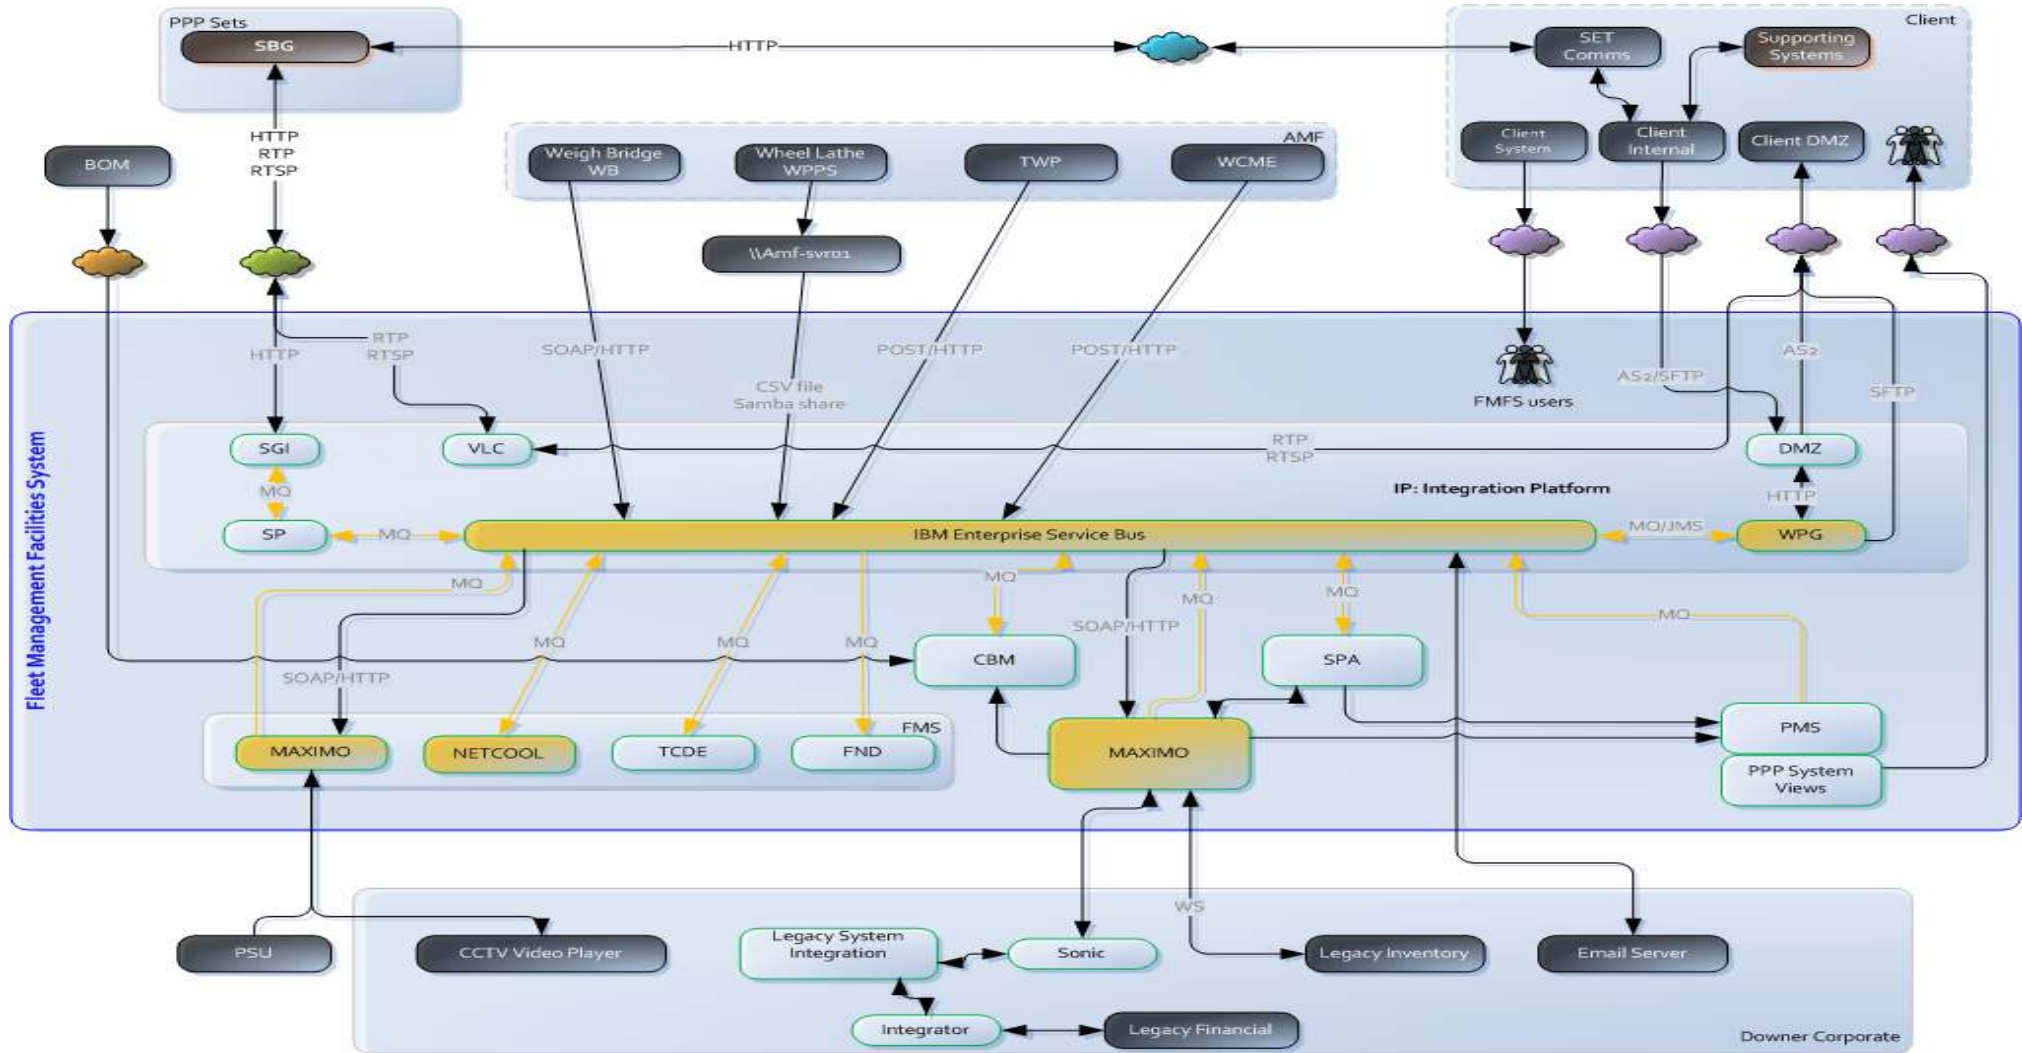 PPP Sets
SBG
HTTP
Client
SET
Comms
Supporting
Systems
HTTP
RTP
RTSP
AMF
BOM
Weigh Bridge
WB
Wheel Lathe
WPPS
TWP
WCME
Client
System
Client
Internal
Client DMZ
\\Amf-svr01
HTTP
RTP
RTSP
SOAP/HTTP
CSV file
Samba share
POST/HTTP
POST/HTTP
FMFS users
AS2/SFTP
AS2
SFTP
Fleet Management Facilities System
SGI
VLC
RTP
RTSP
DMZ
MQ
IP: Integration Platform
HTTP
SP
MQ
IBM Enterprise Service Bus
MQ/JMS
WPG
MQ
MQ
MQ
MQ
MQ
SOAP/HTTP
MQ
MQ
MQ
SOAP/HTTP
CBM
SPA
FMS
MAXIMO
NETCOOL
TCDE
FND
MAXIMO
PMS
PPP System
Views
WS
PSU
CCTV Video Player
Legacy System
Integration
Sonic
Legacy Inventory
Email Server
Integrator
Legacy Financial
Downer Corporate